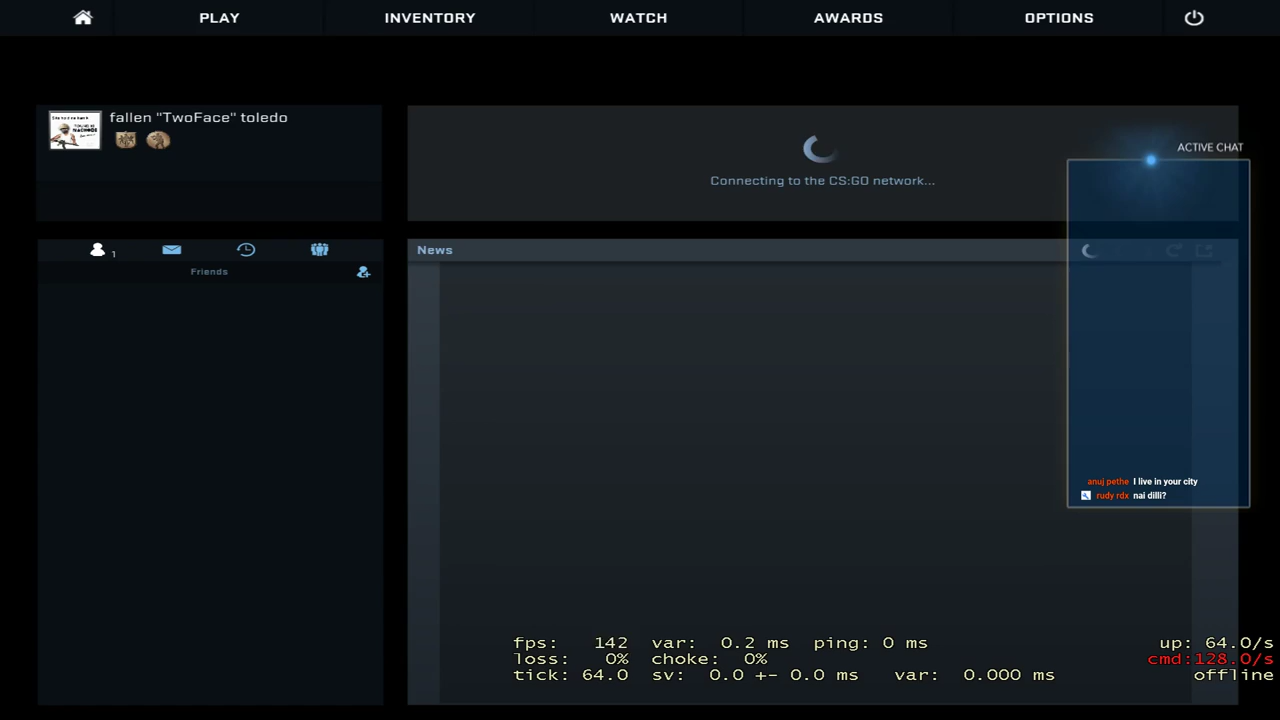 PLAY
INVENTORY
WATCH
AWARDS
OPTIONS
fallen "TwoFace" toledo
Connecting to the CS:GO network...
ACTIVE CHAT
1
Friends
News
anuj pethe I live in your city
rudy rdx nai dilli?
fps: 142 var: 0.2 ms ping: 0 ms
up: 64.0/s
loss: 0% choke: 0%
cmd:128.0/s
tick: 64.0 sv: 0.0 +- 0.0 ms var: 0.000 ms
offline